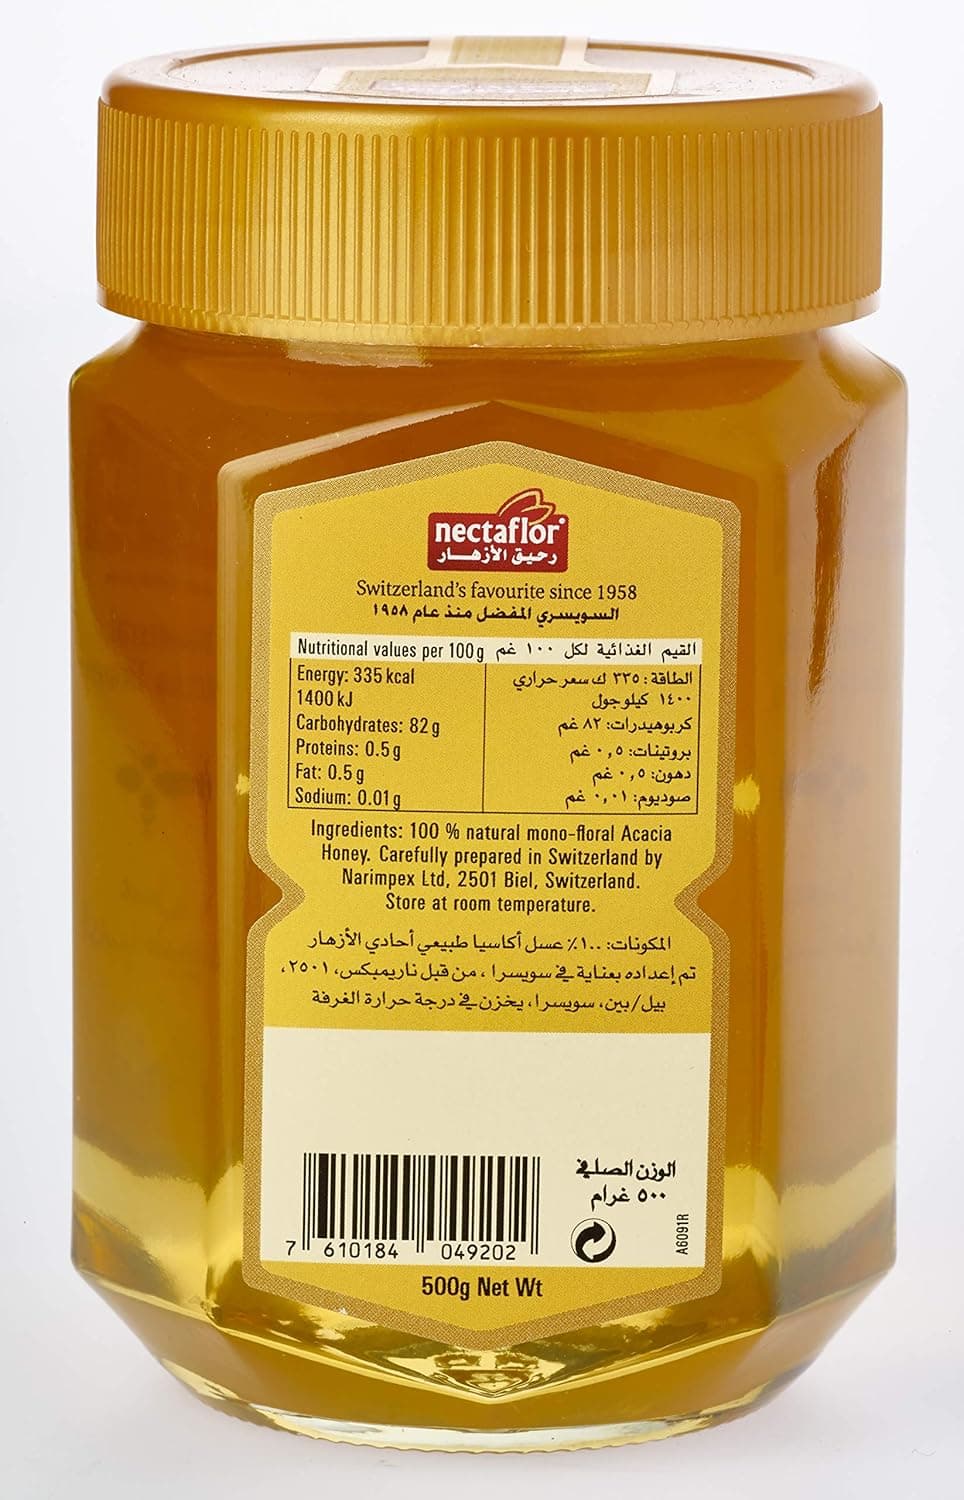 nectaflor®
رحيق الأزهـار
Switzerland's favourite since 1958
السويسري المفضل منذ عام ١٩٥٨
Nutritional values per 100g القيم الغذائية لكل ١٠٠ غم
Energy: 335 kcal
1400 kJ
Carbohydrates: 82 g
Proteins: 0.5 g
Fat: 0.5 g
Sodium: 0.01 g
الطاقة: ٣٣٥ ك سعر حراري
١٤٠٠ كيلوجول
كربوهيدرات: ٨٢ غم
بروتينات: ٠,٥ غم
دهون: ٠,٥ غم
صوديوم: ٠,٠١ غم
Ingredients: 100 % natural mono-floral Acacia
Honey. Carefully prepared in Switzerland by
Narimpex Ltd, 2501 Biel, Switzerland.
Store at room temperature.
المكونات: ١٠٠٪ عسل أكاسيا طبيعي أحادي الأزهار
تم إعداده بعناية في سويسرا ، من قبل ناريمبكس، ٢٥٠١،
بيل/بين، سويسرا، يخزن في درجة حرارة الغرفة
الوزن الصافي
٥٠٠ غرام
A6091R
7 610184 049202
500g Net Wt